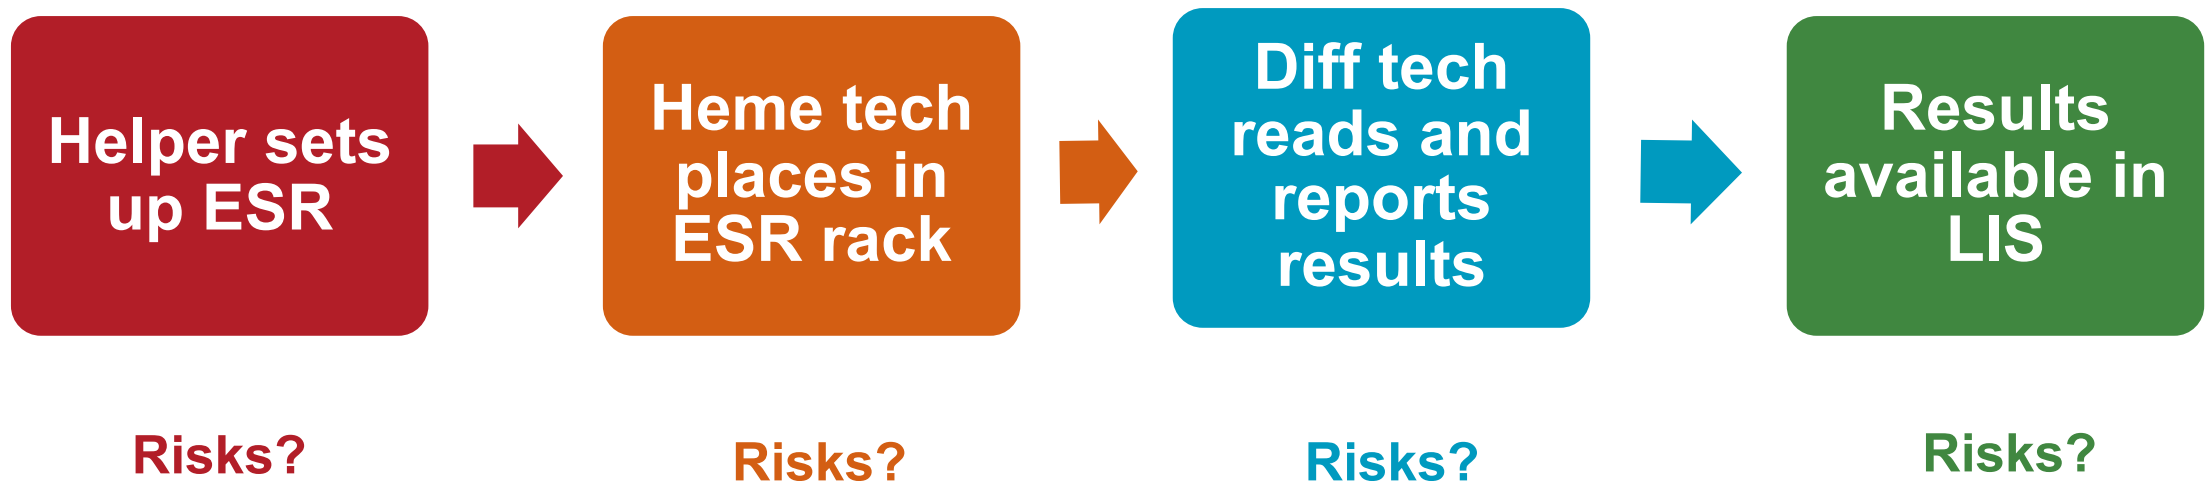 Helper sets
up ESR
Heme tech
places in
ESR rack
Diff tech
reads and
reports
results
Results
available in
LIS
Risks?
Risks?
Risks?
Risks?